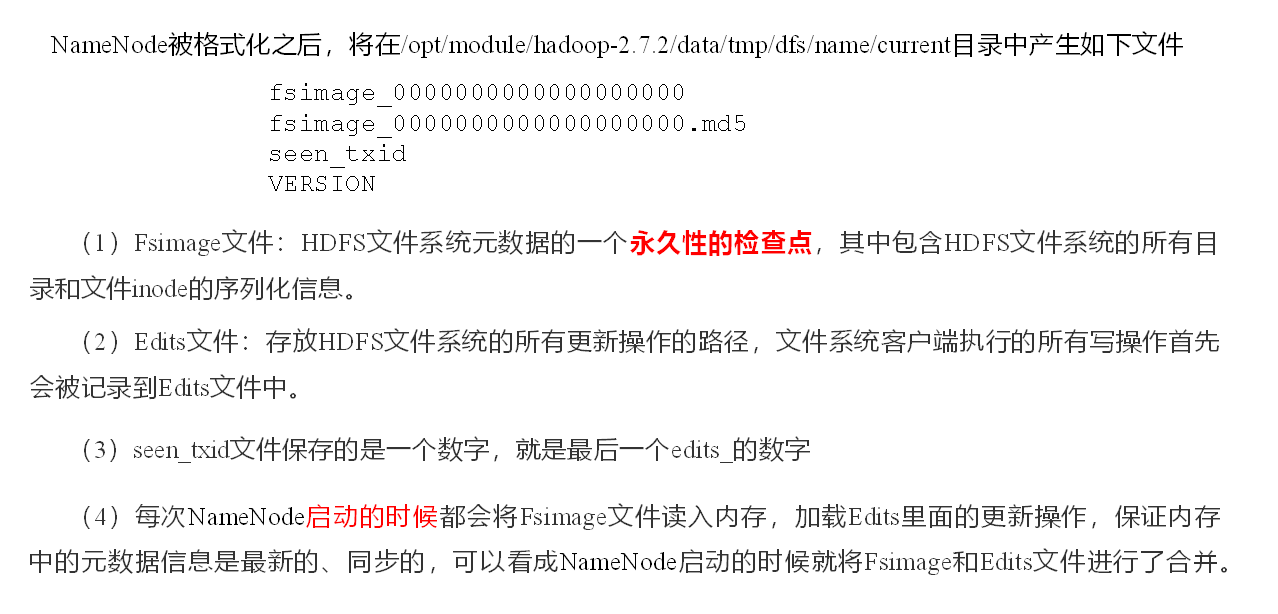 NameNode被格式化之后，将在/opt/module/hadoop-2.7.2/data/tmp/dfs/name/current目录中产生如下文件
fsimage_0000000000000000000
fsimage_0000000000000000000.md5
seen_txid
VERSION
（1）Fsimage文件：HDFS文件系统元数据的一个永久性的检查点，其中包含HDFS文件系统的所有目
录和文件inode的序列化信息。
（2）Edits文件：存放HDFS文件系统的所有更新操作的路径，文件系统客户端执行的所有写操作首先
会被记录到Edits文件中。
（3）seen_txid文件保存的是一个数字，就是最后一个edits_的数字
（4）每次NameNode启动的时候都会将Fsimage文件读入内存，加载Edits里面的更新操作，保证内存
中的元数据信息是最新的、同步的，可以看成NameNode启动的时候就将Fsimage和Edits文件进行了合并。